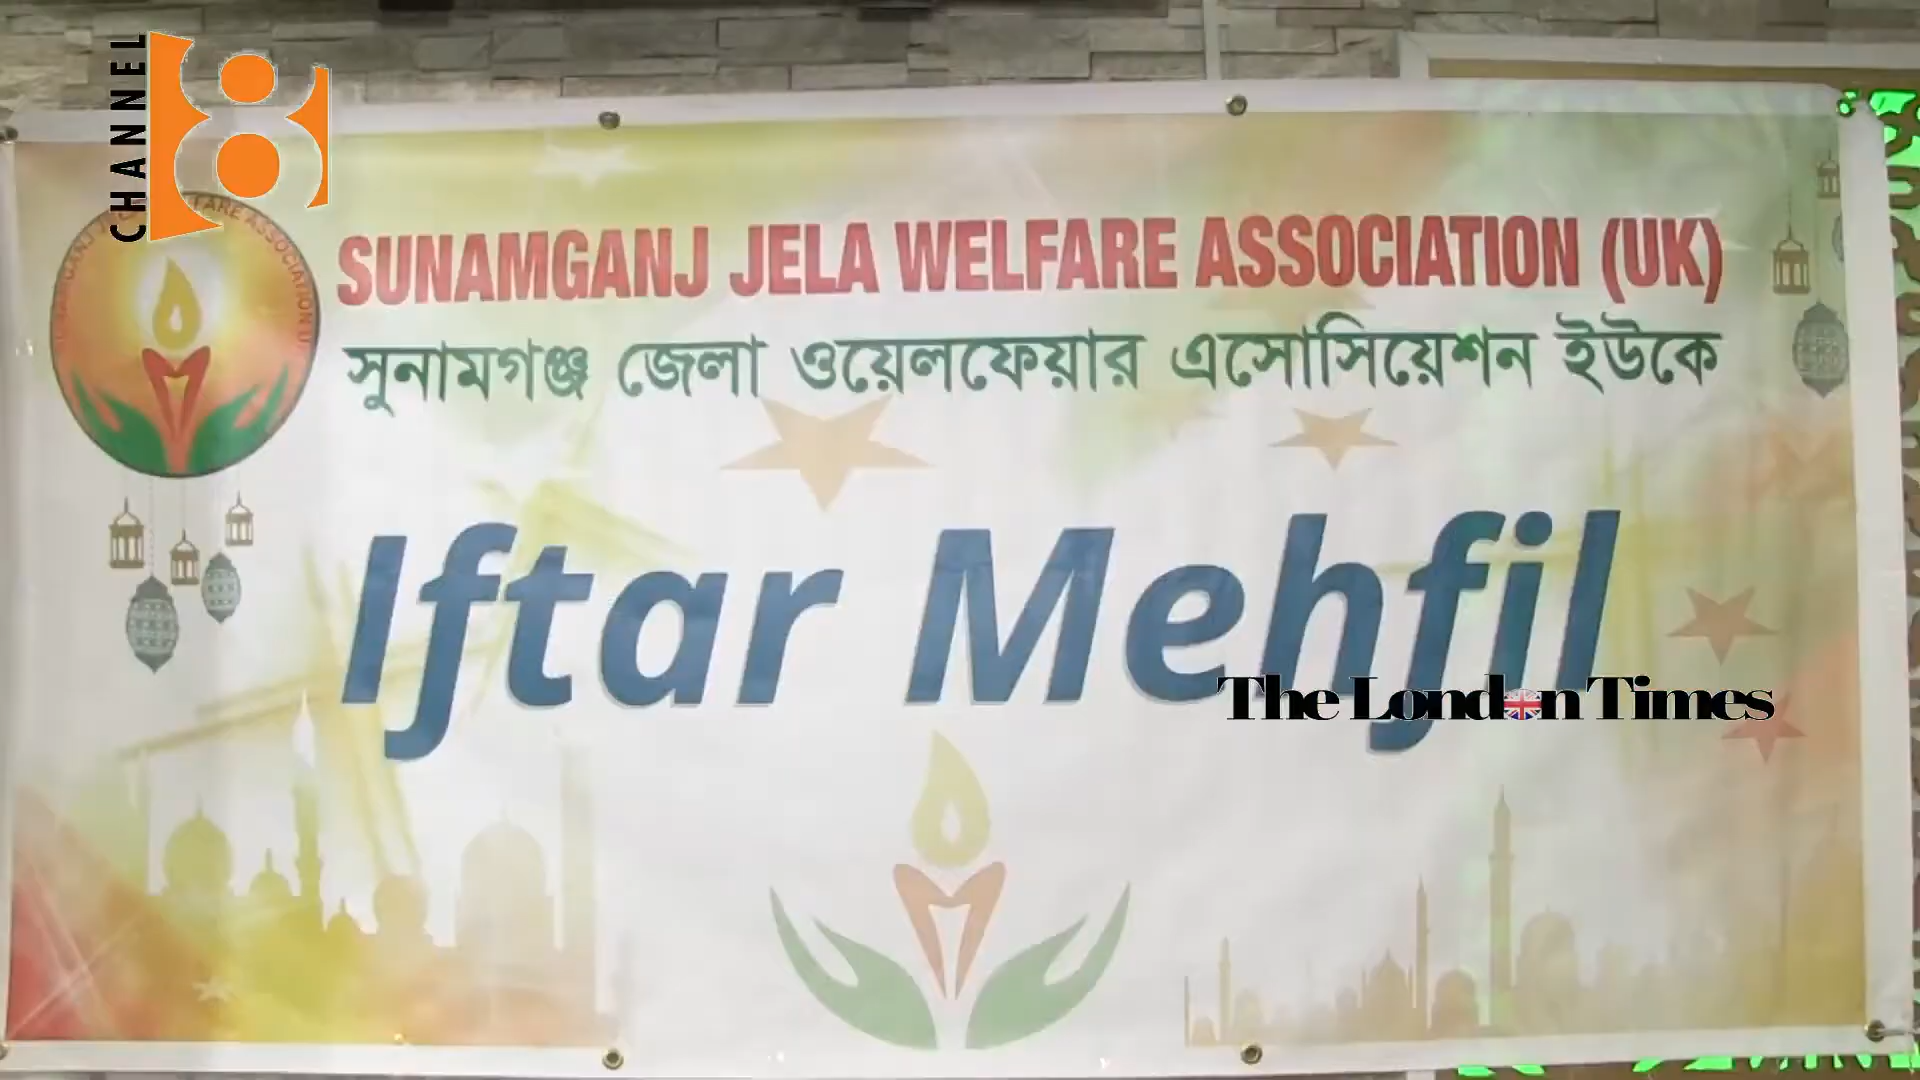 CHANNEL 8
SUNAMGANJ JELA WELFARE ASSOCIATION (UK)
সুনামগঞ্জ জেলা ওয়েলফেয়ার এসোসিয়েশন ইউকে
Iftar Mehfil
The London Times